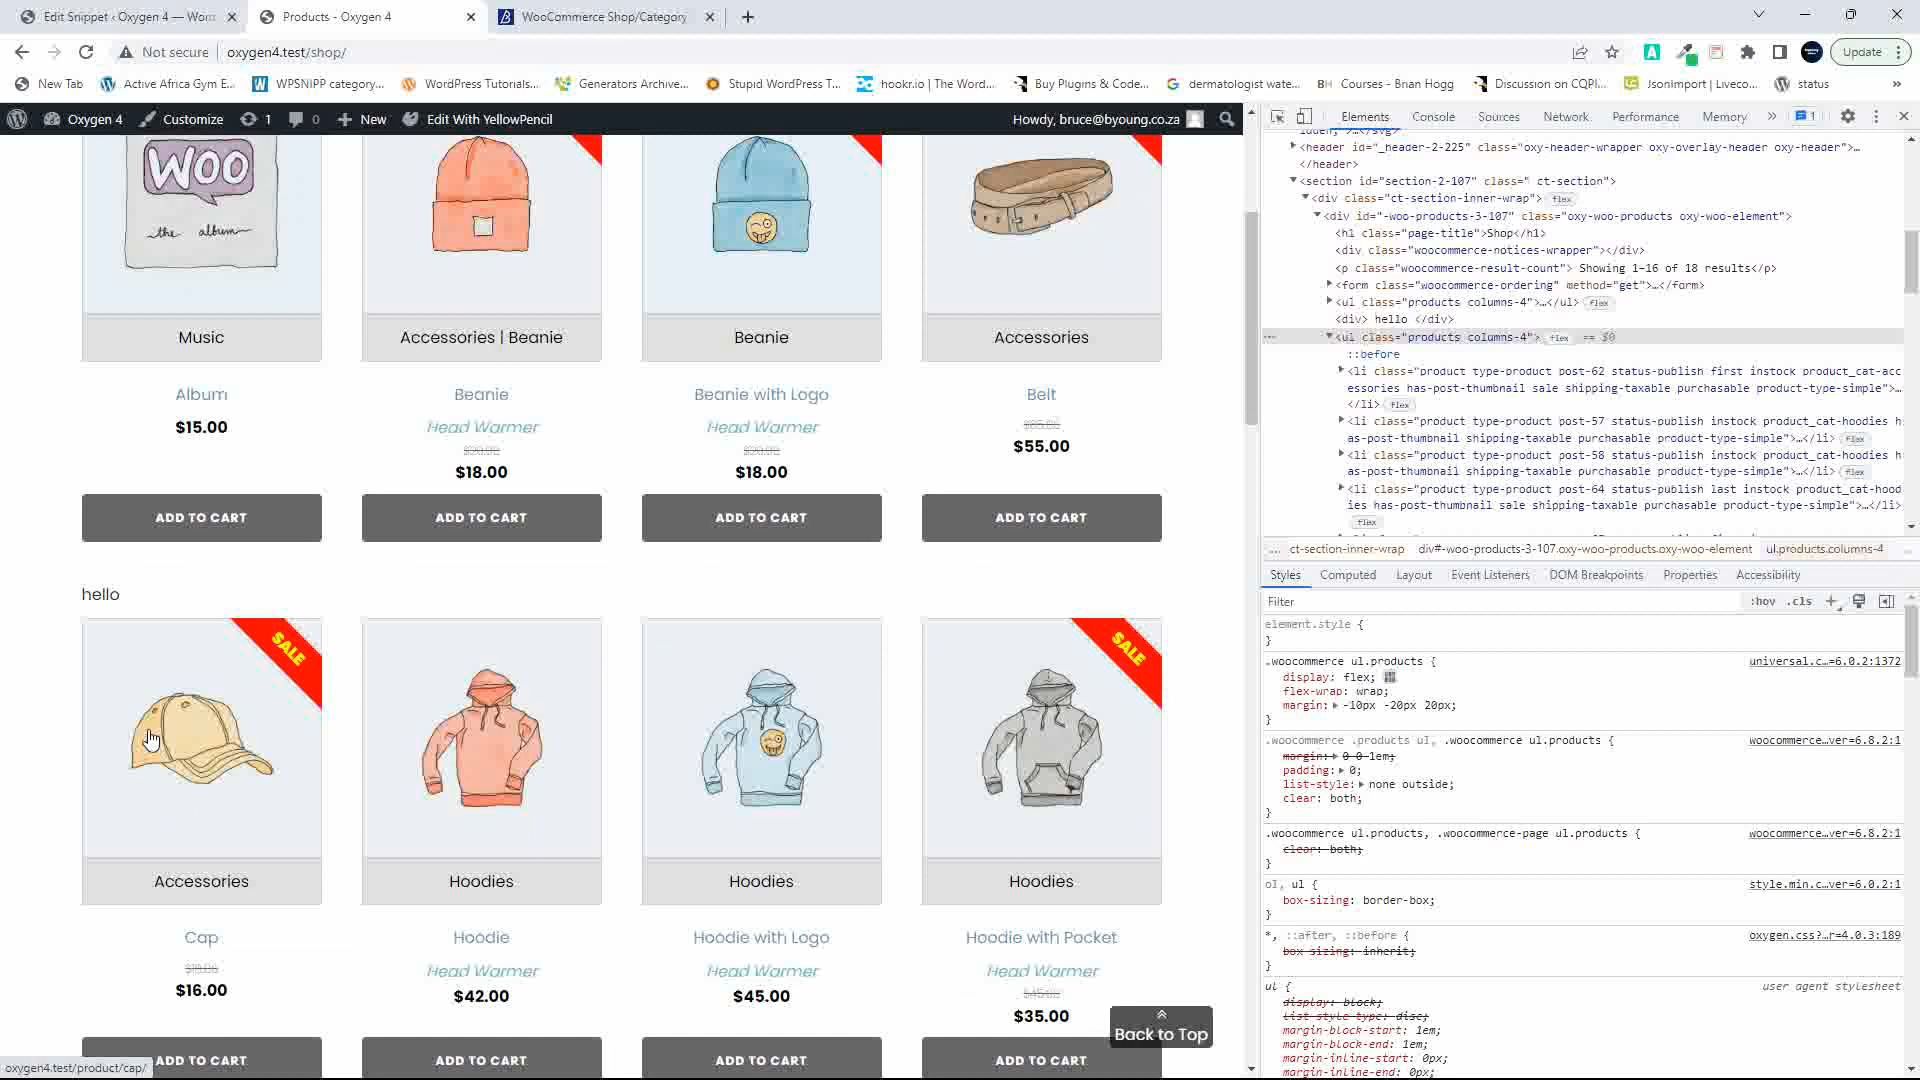 Edit Snippet ‹ Oxygen 4 — Wor
Products - Oxygen 4
WooCommerce Shop/Category
Not secure
oxygen4.test/shop/
Update
New Tab
Active Africa Gym E...
WPSNIPP category...
WordPress Tutorials...
Generators Archive...
Stupid WordPress T...
hookr.io | The Word...
Buy Plugins & Code...
dermatologist wate...
BH Courses - Brian Hogg
Discussion on CQPI...
Jsonimport | Liveco...
status
»
Oxygen 4
Customize
1
0
New
Edit With YellowPencil
Howdy, bruce@byoung.co.za
WOO
the album
Music
Accessories | Beanie
Beanie
Accessories
Album
Beanie
Beanie with Logo
Belt
$15.00
Head Warmer
Head Warmer
$55.00
$18.00
$18.00
ADD TO CART
ADD TO CART
ADD TO CART
ADD TO CART
hello
SALE
SALE
Accessories
Hoodies
Hoodies
Hoodies
Cap
Hoodie
Hoodie with Logo
Hoodie with Pocket
Head Warmer
Head Warmer
Head Warmer
$16.00
$42.00
$45.00
$35.00
Back to Top
ADD TO CART
ADD TO CART
ADD TO CART
ADD TO CART
oxygen4.test/product/cap/
Elements
Console
Sources
Network
Performance
Memory
»
1
<header id="_header-2-225" class="oxy-header-wrapper oxy-overlay-header oxy-header">…
</header>
<section id="section-2-107" class=" ct-section">
<div class="ct-section-inner-wrap"> flex
<div id="-woo-products-3-107" class="oxy-woo-products oxy-woo-element">
<h1 class="page-title">Shop</h1>
<div class="woocommerce-notices-wrapper"></div>
<p class="woocommerce-result-count"> Showing 1–16 of 18 results</p>
<form class="woocommerce-ordering" method="get">…</form>
<ul class="products columns-4">…</ul> flex
<div> hello </div>
<ul class="products columns-4"> flex == $0
::before
<li class="product type-product post-62 status-publish first instock product_cat-acc
essories has-post-thumbnail sale shipping-taxable purchasable product-type-simple">…
</li> flex
<li class="product type-product post-57 status-publish instock product_cat-hoodies h
as-post-thumbnail shipping-taxable purchasable product-type-simple">…</li> flex
<li class="product type-product post-58 status-publish instock product_cat-hoodies h
as-post-thumbnail shipping-taxable purchasable product-type-simple">…</li> flex
<li class="product type-product post-64 status-publish last instock product_cat-hood
ies has-post-thumbnail sale shipping-taxable purchasable product-type-simple">…</li>
flex
... ct-section-inner-wrap div#-woo-products-3-107.oxy-woo-products.oxy-woo-element ul.products.columns-4
Styles
Computed
Layout
Event Listeners
DOM Breakpoints
Properties
Accessibility
Filter
:hov .cls
element.style {
}
.woocommerce ul.products {
universal.c…=6.0.2:1372
display: flex;
flex-wrap: wrap;
margin: -10px -20px 20px;
}
.woocommerce .products ul, .woocommerce ul.products {
woocommerce…ver=6.8.2:1
margin: 0 0 1em;
padding: 0;
list-style: none outside;
clear: both;
}
.woocommerce ul.products, .woocommerce-page ul.products {
woocommerce…ver=6.8.2:1
clear: both;
}
ol, ul {
style.min.c…ver=6.0.2:1
box-sizing: border-box;
}
*, ::after, ::before {
oxygen.css?…r=4.0.3:189
box-sizing: inherit;
}
ul {
user agent stylesheet
display: block;
list-style-type: disc;
margin-block-start: 1em;
margin-block-end: 1em;
margin-inline-start: 0px;
margin-inline-end: 0px;